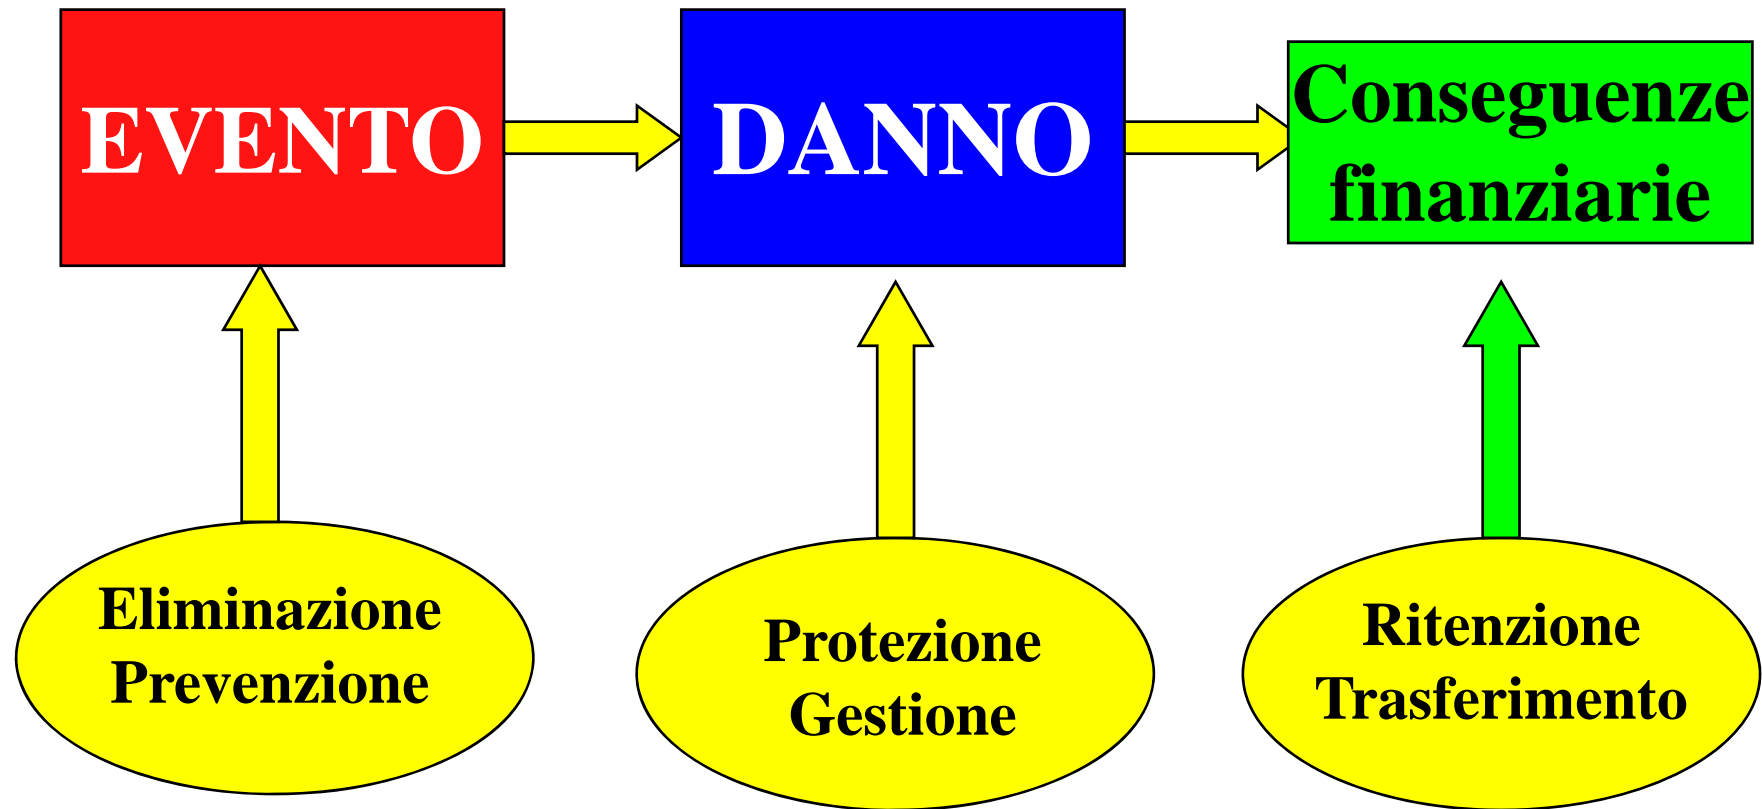 EVENTO
DANNO
Conseguenze
finanziarie
Eliminazione
Prevenzione
Protezione
Gestione
Ritenzione
Trasferimento